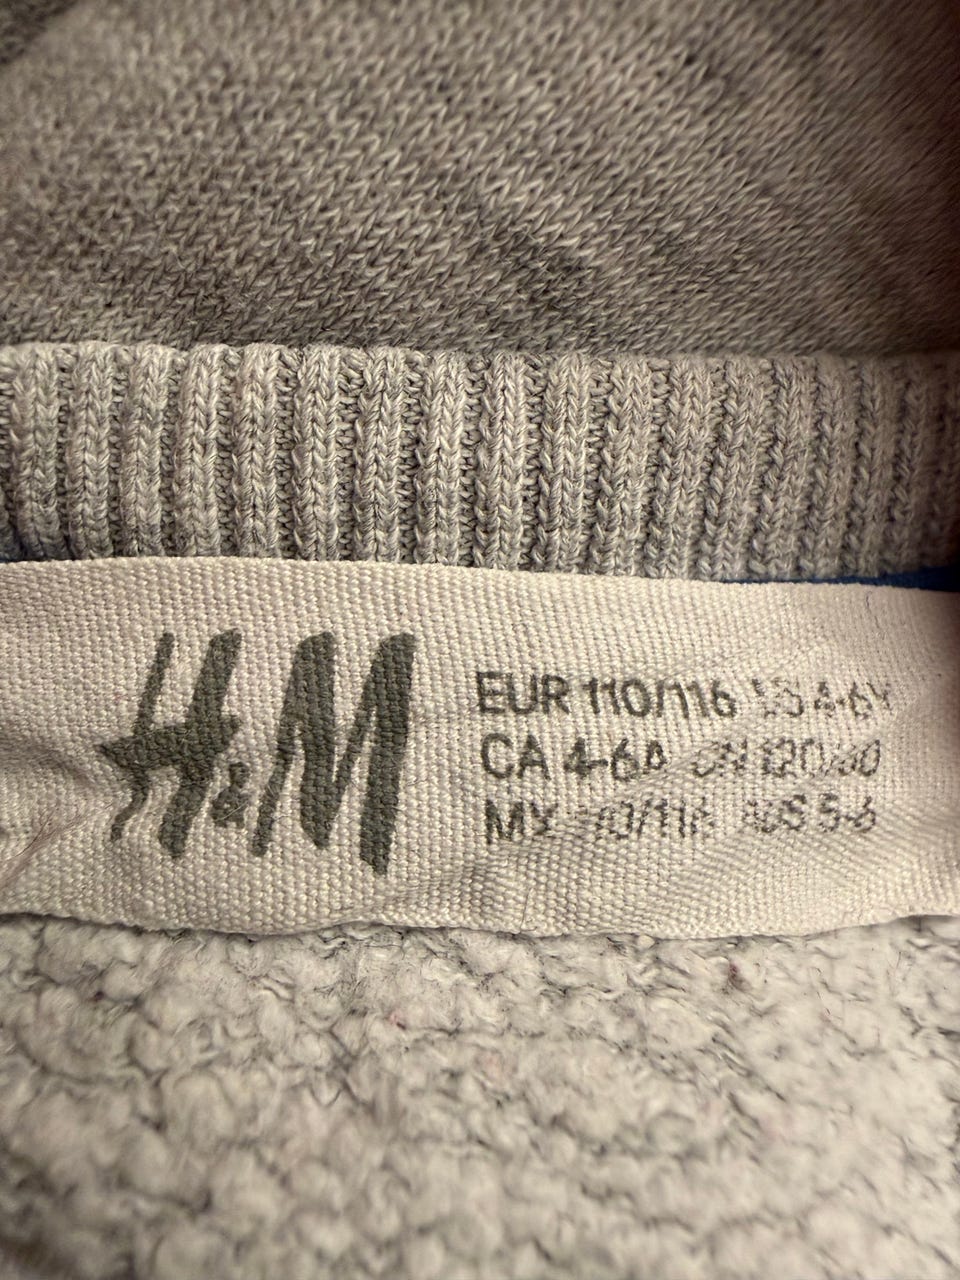 H&M
EUR 110/116 US 4-6Y
CA 4-6A CN 120/60
MX 110/116 AUS 5-6